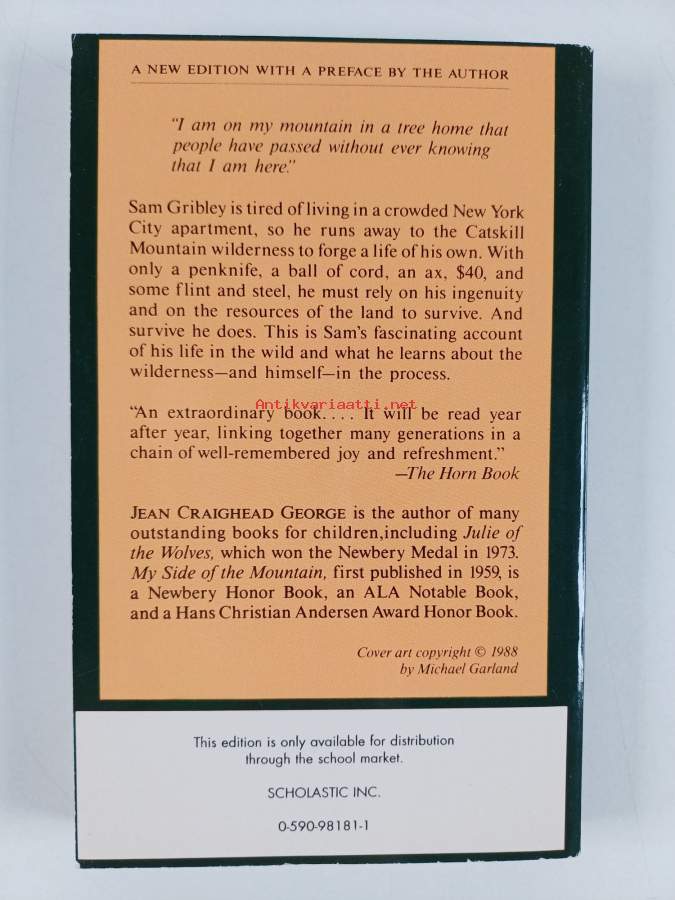 A NEW EDITION WITH A PREFACE BY THE AUTHOR
“I am on my mountain in a tree home that
people have passed without ever knowing
that I am here.”
Sam Gribley is tired of living in a crowded New York
City apartment, so he runs away to the Catskill
Mountain wilderness to forge a life of his own. With
only a penknife, a ball of cord, an ax, $40, and
some flint and steel, he must rely on his ingenuity
and on the resources of the land to survive. And
survive he does. This is Sam’s fascinating account
of his life in the wild and what he learns about the
wilderness—and himself—in the process.
Antikvariaatti.net
“An extraordinary book.... It will be read year
after year, linking together many generations in a
chain of well-remembered joy and refreshment.”
—The Horn Book
JEAN CRAIGHEAD GEORGE is the author of many
outstanding books for children,including Julie of
the Wolves, which won the Newbery Medal in 1973.
My Side of the Mountain, first published in 1959, is
a Newbery Honor Book, an ALA Notable Book,
and a Hans Christian Andersen Award Honor Book.
Cover art copyright © 1988
by Michael Garland
This edition is only available for distribution
through the school market.
SCHOLASTIC INC.
0-590-98181-1